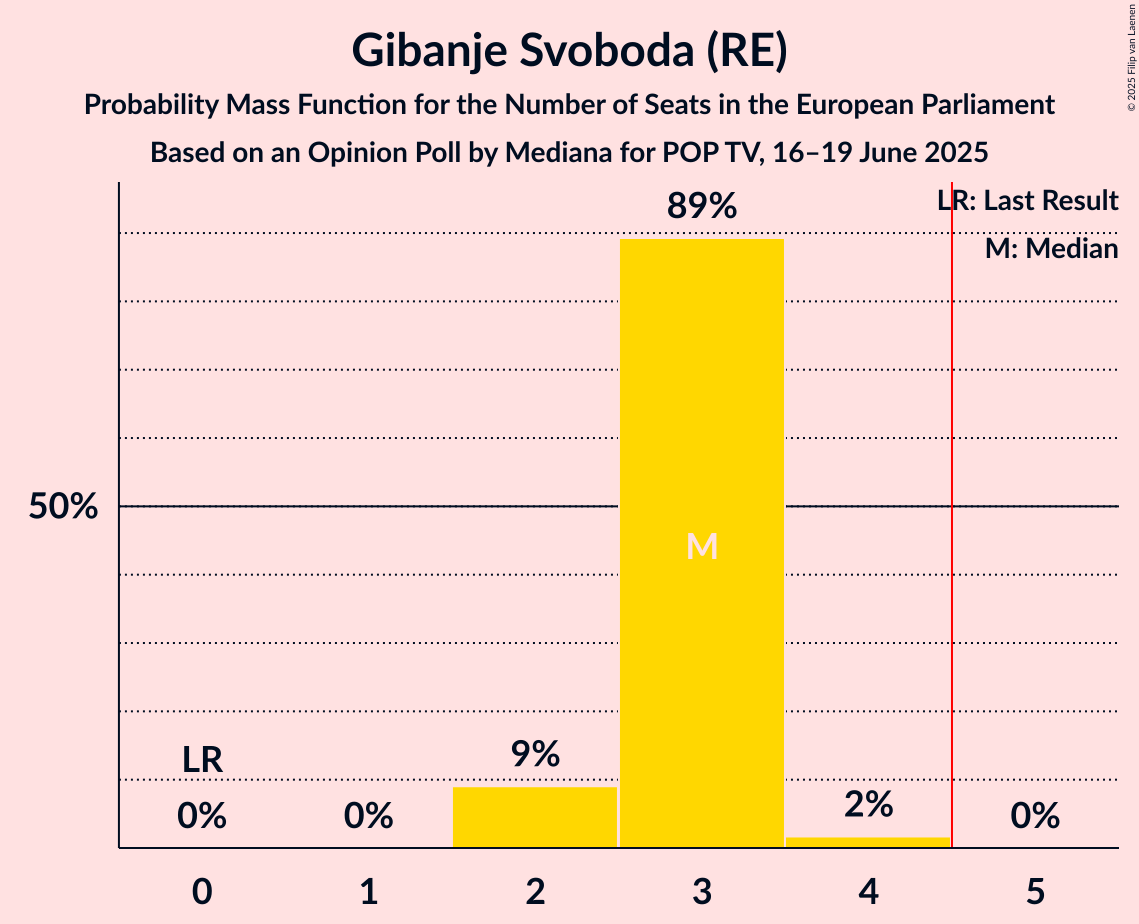 Gibanje Svoboda (RE)
Probability Mass Function for the Number of Seats in the European Parliament
Based on an Opinion Poll by Mediana for POP TV, 16–19 June 2025
© 2025 Filip van Laenen
LR: Last Result
M: Median
89%
50%
M
LR
9%
0%
0%
2%
0%
0
1
2
3
4
5